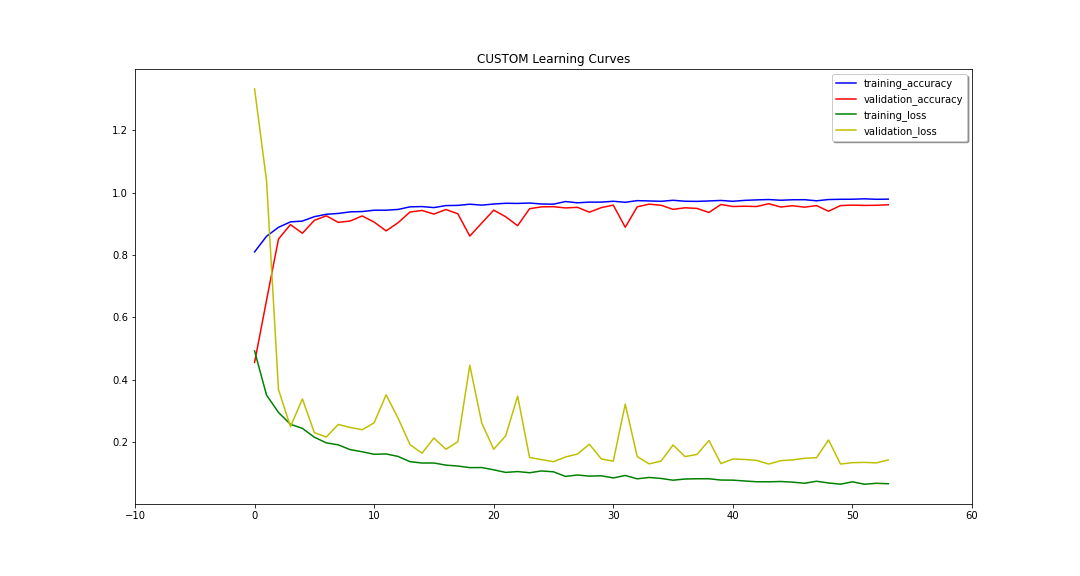 CUSTOM Learning Curves
training_accuracy
validation_accuracy
training_loss
validation_loss
1.2
1.0
0.8
0.6
0.4
0.2
−10 0 10 20 30 40 50 60